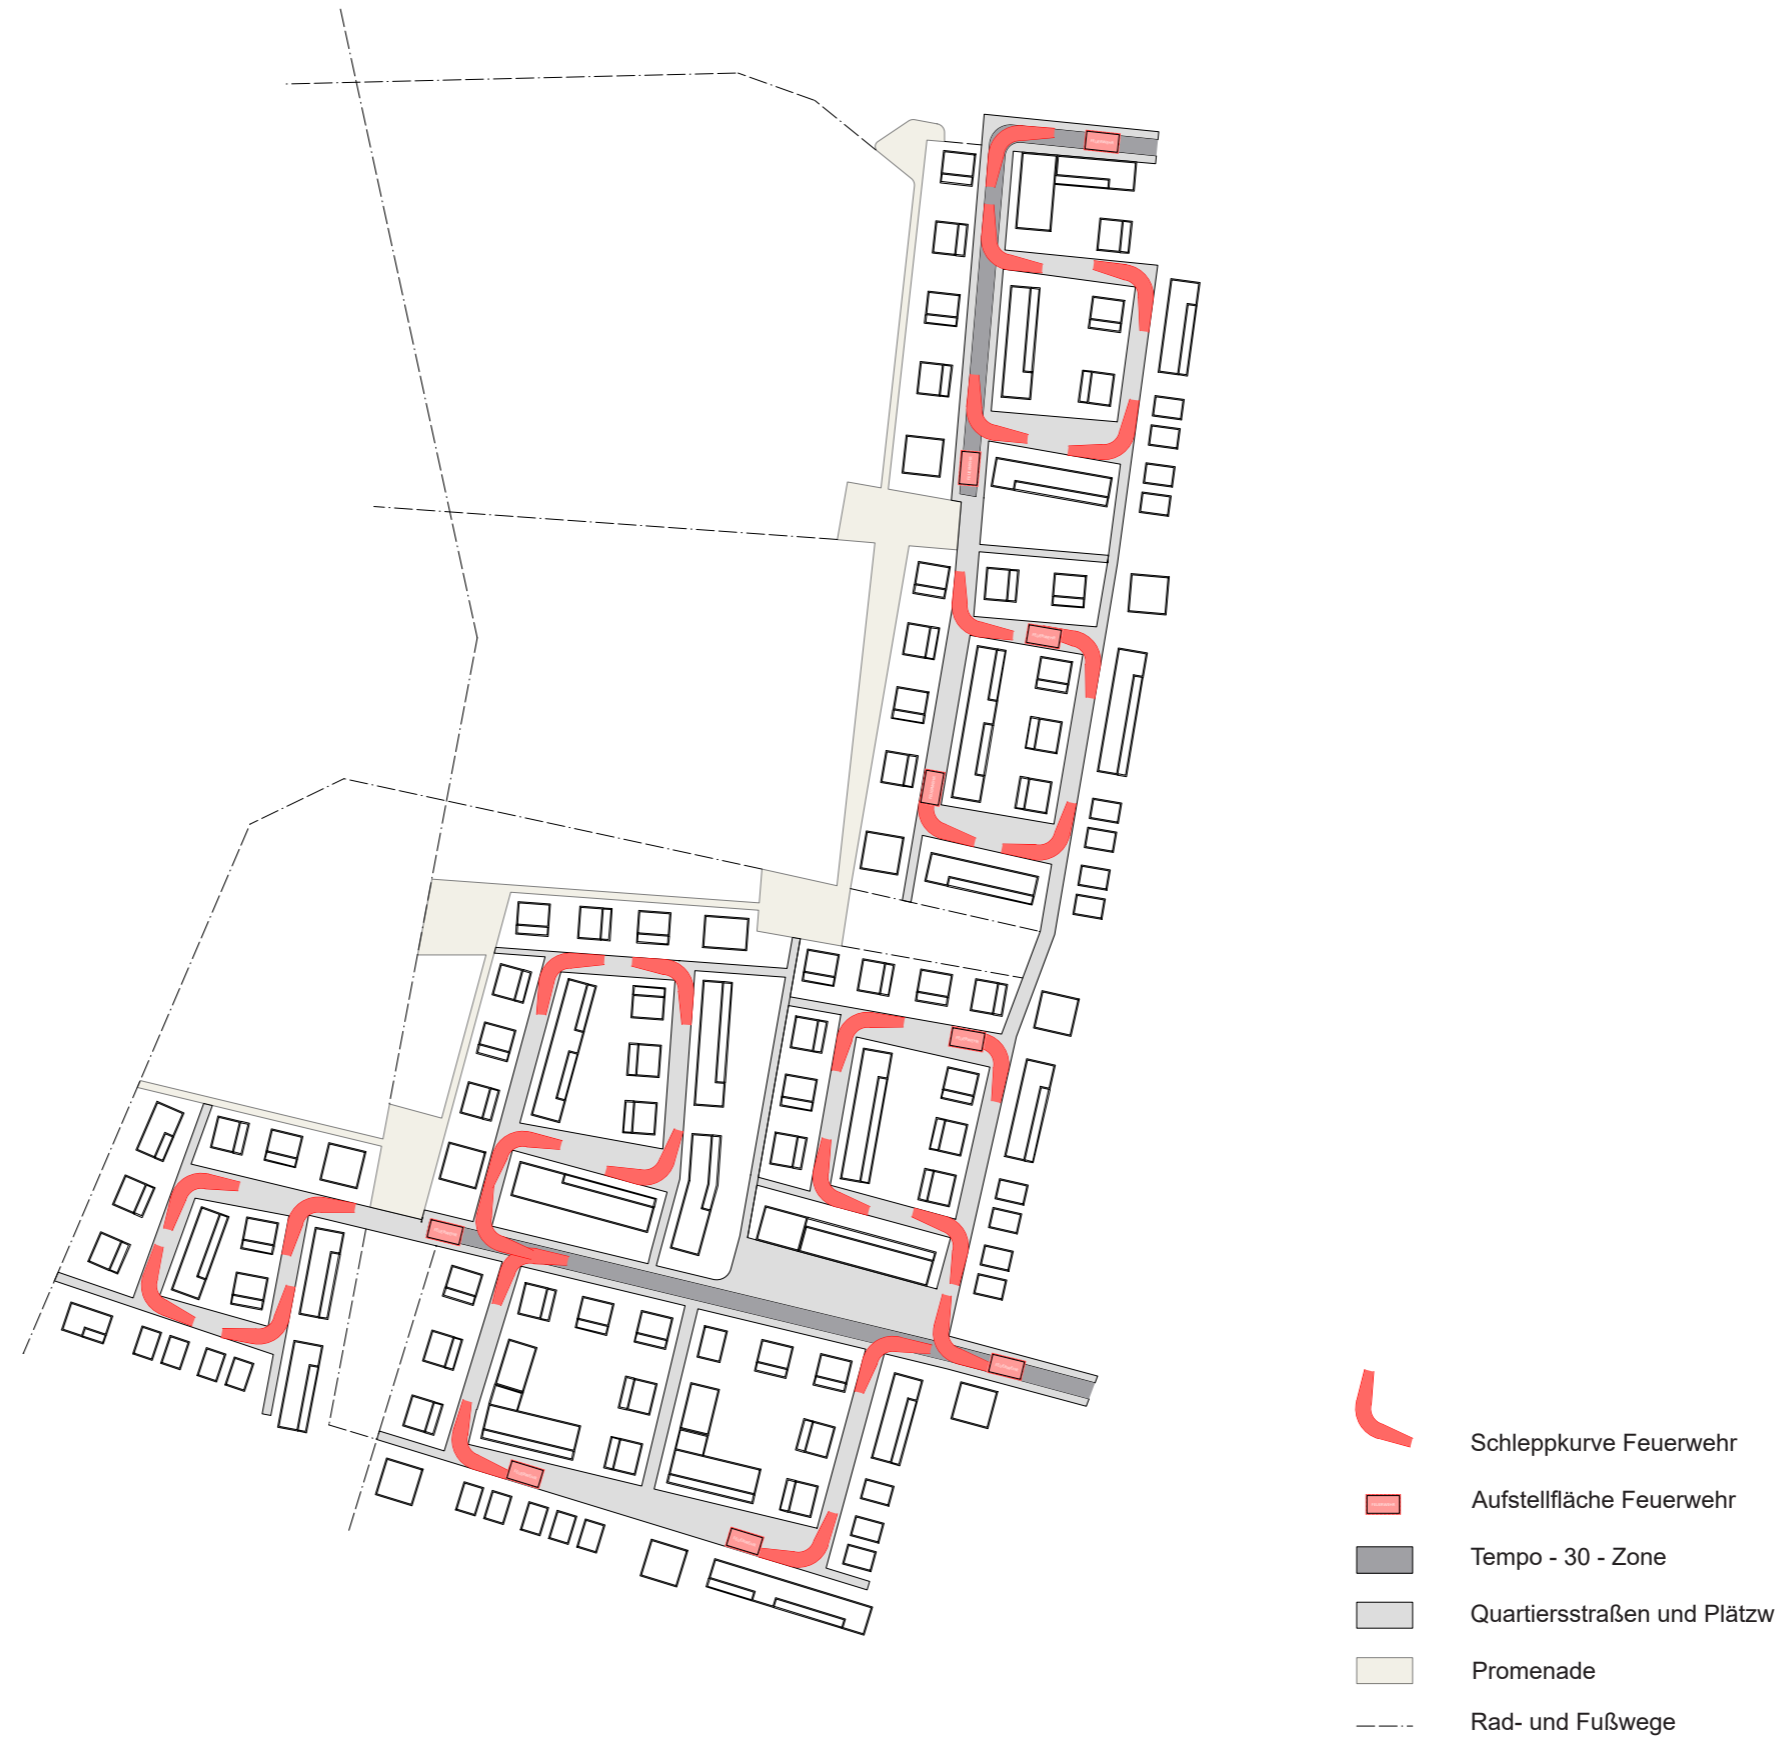 Schleppkurve Feuerwehr
Aufstellfläche Feuerwehr
Tempo - 30 - Zone
Quartiersstraßen und Plätzw
Promenade
Rad- und Fußwege